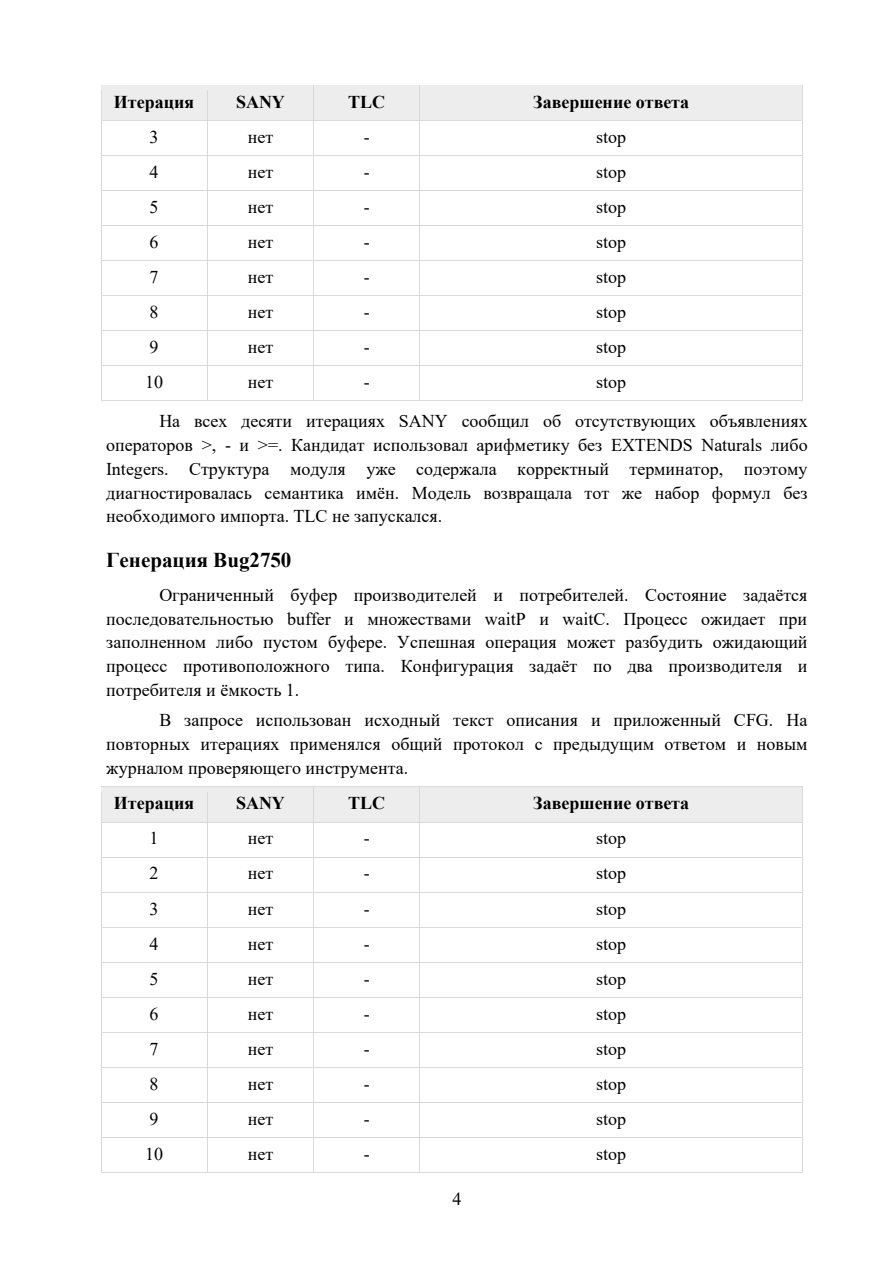 Итерация SANY TLC Завершение ответа
3 нет - stop
4 нет - stop
5 нет - stop
6 нет - stop
7 нет - stop
8 нет - stop
9 нет - stop
10 нет - stop
На всех десяти итерациях SANY сообщил об отсутствующих объявлениях
операторов >, - и >=. Кандидат использовал арифметику без EXTENDS Naturals либо
Integers. Структура модуля уже содержала корректный терминатор, поэтому
диагностировалась семантика имён. Модель возвращала тот же набор формул без
необходимого импорта. TLC не запускался.
Генерация Bug2750
Ограниченный буфер производителей и потребителей. Состояние задаётся
последовательностью buffer и множествами waitP и waitC. Процесс ожидает при
заполненном либо пустом буфере. Успешная операция может разбудить ожидающий
процесс противоположного типа. Конфигурация задаёт по два производителя и
потребителя и ёмкость 1.
В запросе использован исходный текст описания и приложенный CFG. На
повторных итерациях применялся общий протокол с предыдущим ответом и новым
журналом проверяющего инструмента.
Итерация SANY TLC Завершение ответа
1 нет - stop
2 нет - stop
3 нет - stop
4 нет - stop
5 нет - stop
6 нет - stop
7 нет - stop
8 нет - stop
9 нет - stop
10 нет - stop
4